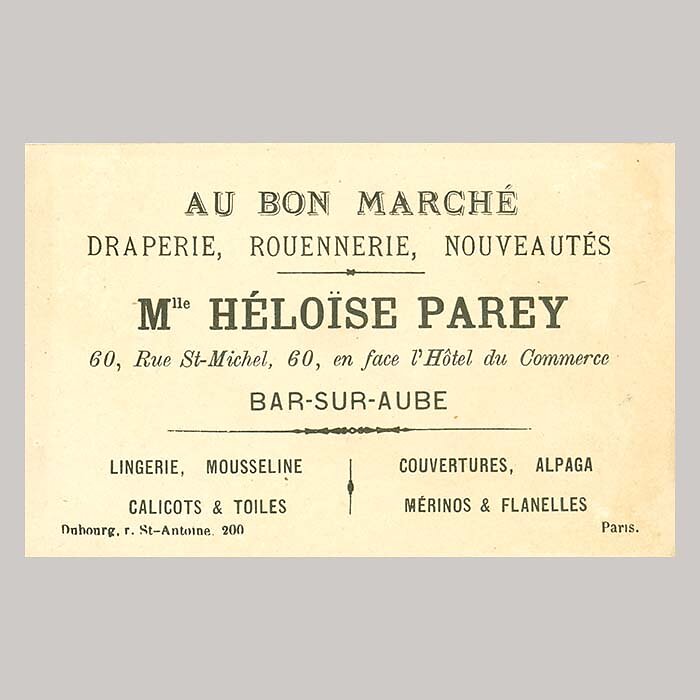 AU BON MARCHÉ
DRAPERIE, ROUENNERIE, NOUVEAUTÉS
Mlle HÉLOÏSE PAREY
60, Rue St-Michel, 60, en face l'Hôtel du Commerce
BAR-SUR-AUBE
LINGERIE, MOUSSELINE
CALICOTS & TOILES
COUVERTURES, ALPAGA
MÉRINOS & FLANELLES
Dubourg, r. St-Antoine. 200 Paris.